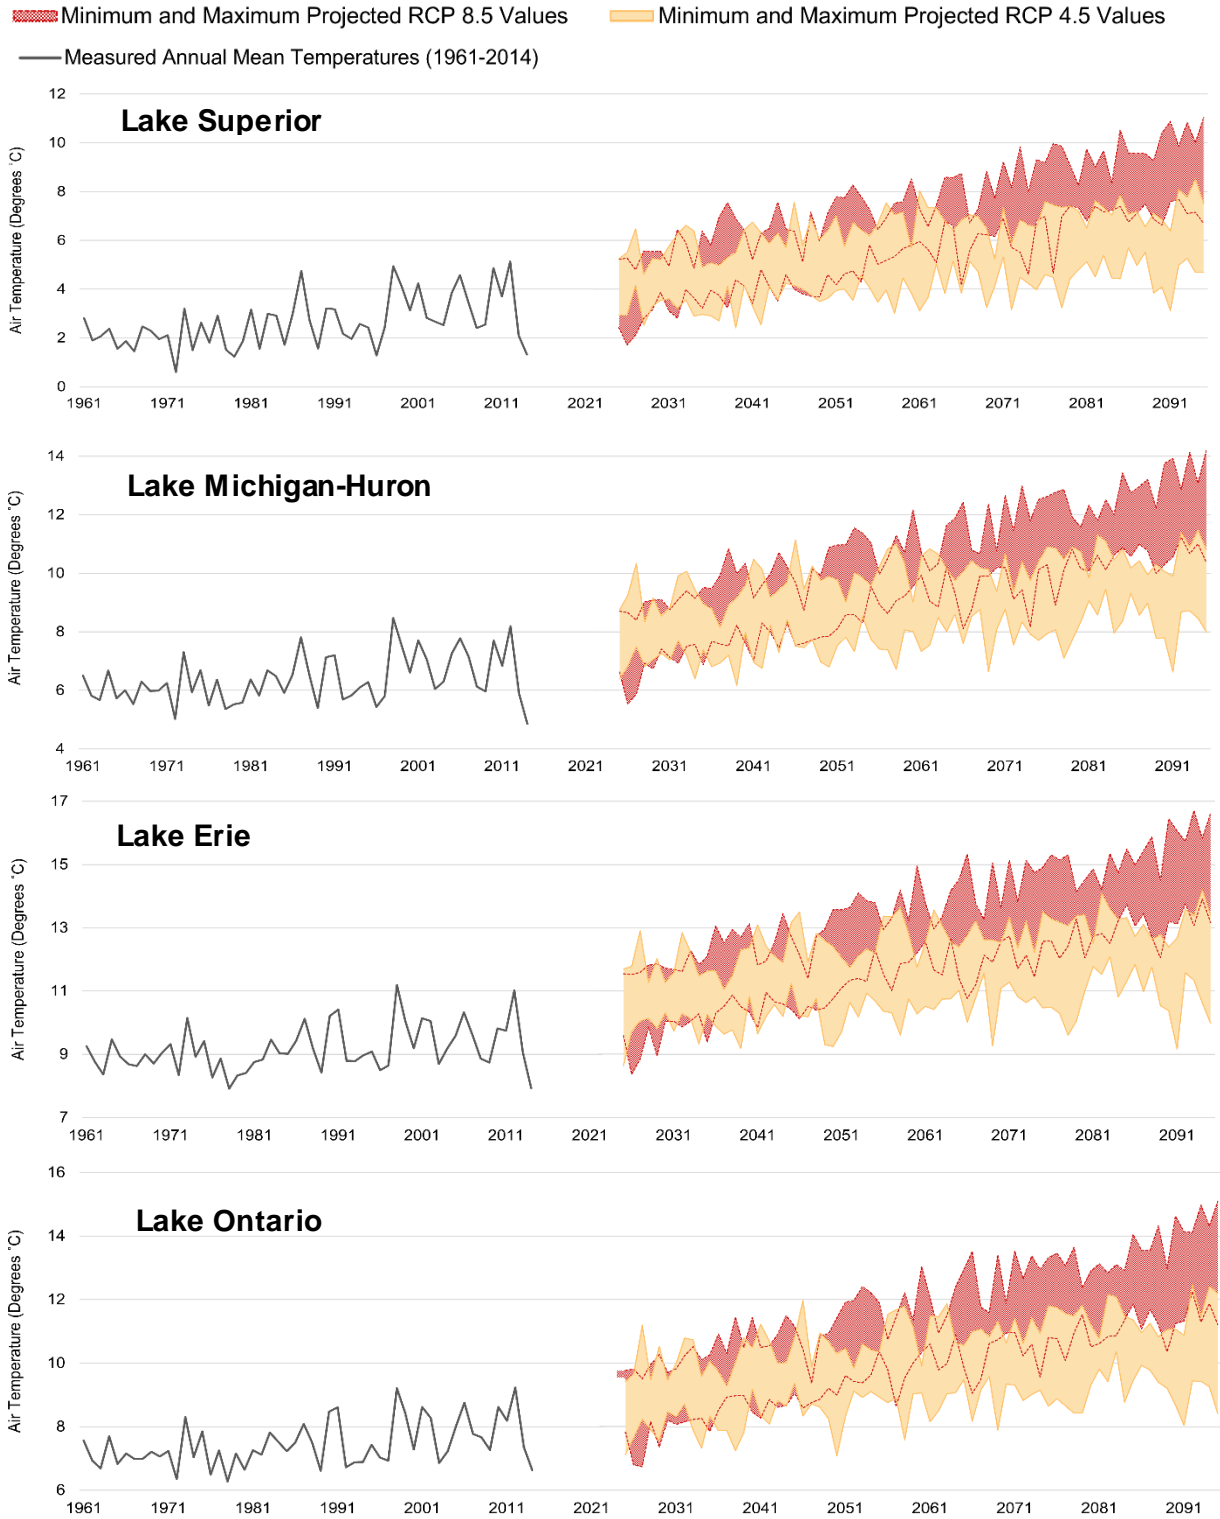 Minimum and Maximum Projected RCP 8.5 Values Minimum and Maximum Projected RCP 4.5 Values
Measured Annual Mean Temperatures (1961-2014)
Lake Superior
Air Temperature (Degrees ˚C)
12
10
8
6
4
2
0
1961 1971 1981 1991 2001 2011 2021 2031 2041 2051 2061 2071 2081 2091
Lake Michigan-Huron
Air Temperature (Degrees ˚C)
14
12
10
8
6
4
1961 1971 1981 1991 2001 2011 2021 2031 2041 2051 2061 2071 2081 2091
Lake Erie
Air Temperature (Degrees ˚C)
17
15
13
11
9
7
1961 1971 1981 1991 2001 2011 2021 2031 2041 2051 2061 2071 2081 2091
Lake Ontario
Air Temperature (Degrees ˚C)
16
14
12
10
8
6
1961 1971 1981 1991 2001 2011 2021 2031 2041 2051 2061 2071 2081 2091